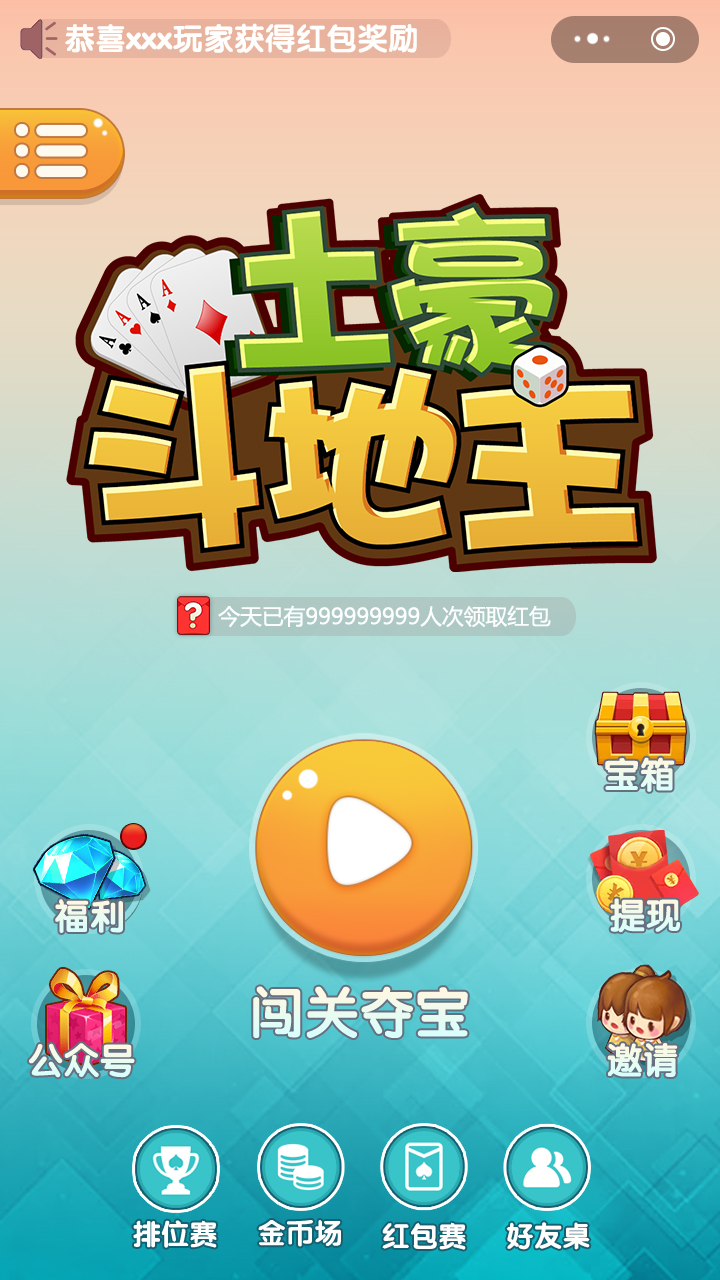 恭喜xxx玩家获得红包奖励
土豪
斗地主
今天已有999999999人次领取红包
宝箱
福利
提现
闯关夺宝
公众号
邀请
排位赛
金币场
红包赛
好友桌